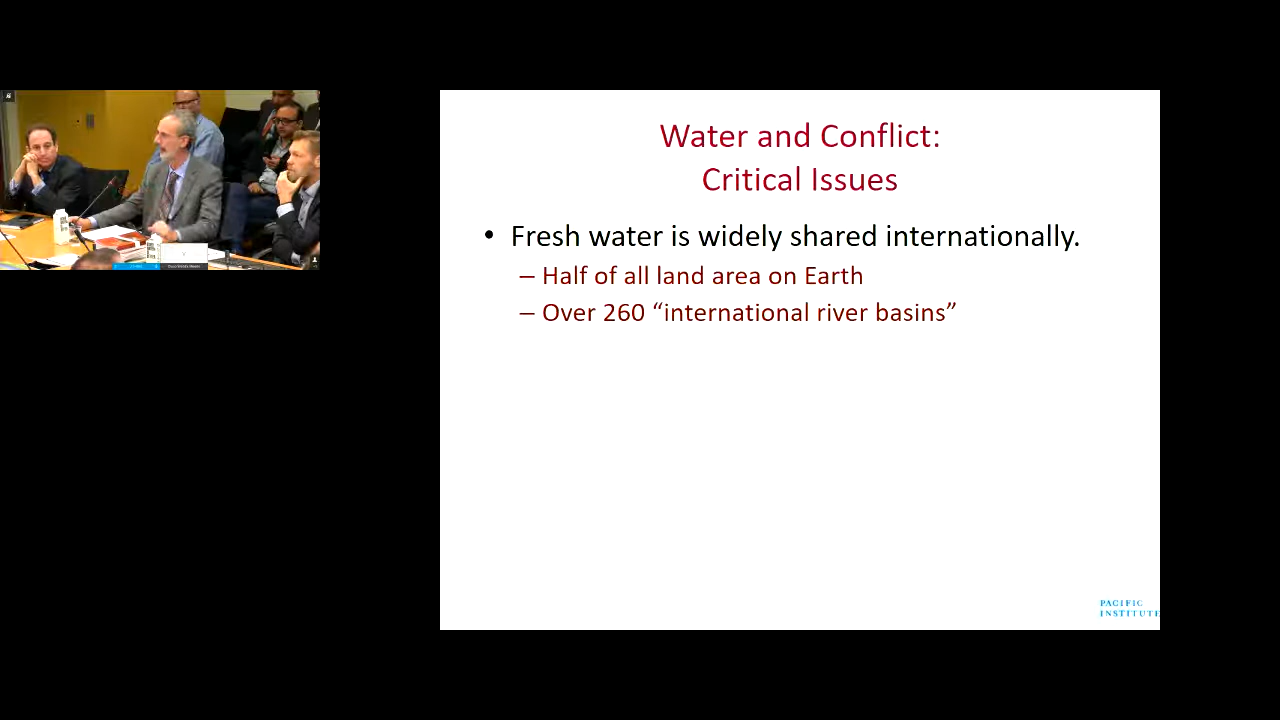 Water and Conflict:
Critical Issues
• Fresh water is widely shared internationally.
– Half of all land area on Earth
– Over 260 “international river basins”
PACIFIC
INSTITUTE